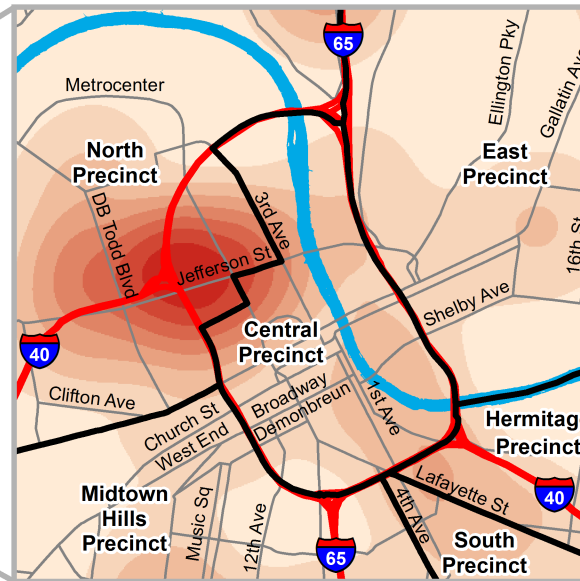 65
Ellington Pky
Gallatin Av
Metrocenter
North
Precinct
East
Precinct
DB Todd Blvd
3rd Ave
16th St
Jefferson St
Shelby Ave
Central
Precinct
40
Clifton Ave
Broadway
Demonbreun
1st Ave
Church St
West End
Hermitag
Precinct
Midtown
Hills
Precinct
Music Sq
12th Ave
4th Ave
Lafayette St
40
65
South
Precinct